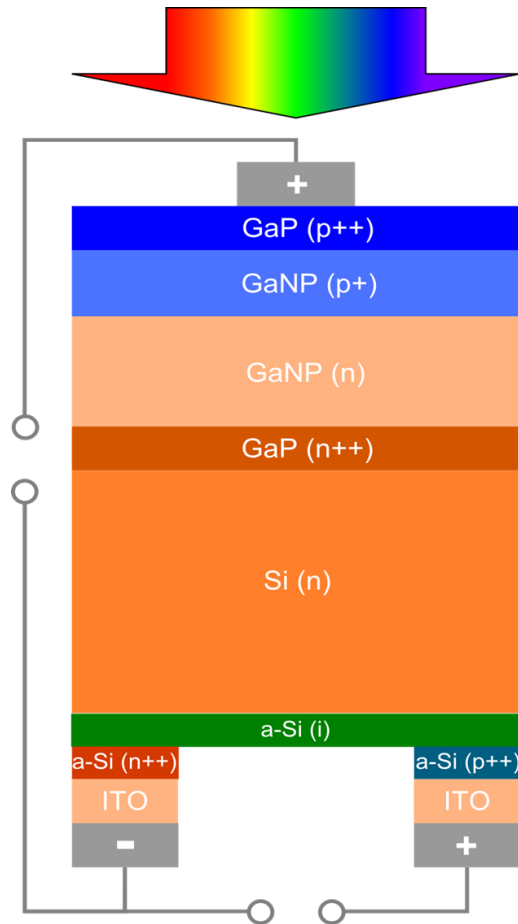 +
GaP (p++)
GaNP (p+)
GaNP (n)
GaP (n++)
Si (n)
a-Si (i)
a-Si (n++) a-Si (p++)
ITO ITO
- +